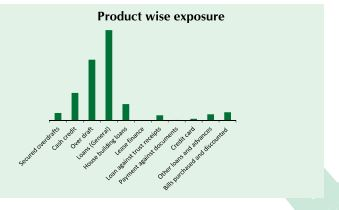 Product wise exposure
Secured overdrafts
Cash credit
Over draft
Loans (General)
House building loans
Lease finance
Loan against trust receipts
Payment against documents
Credit card
Other loans and advances
Bills purchased and discounted